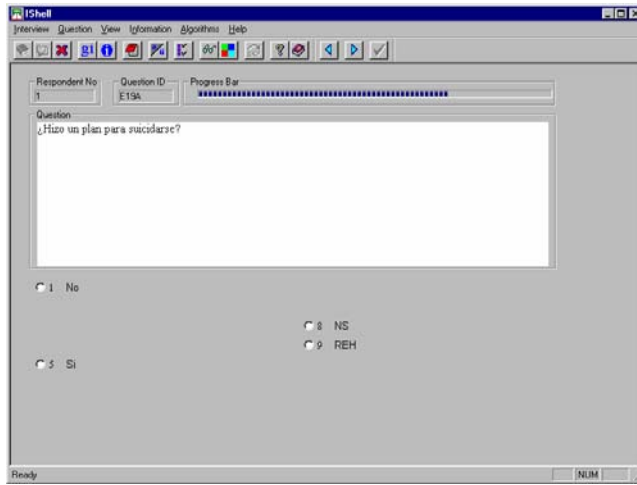 IShell
Interview Question View Information Algorithms Help
g1
Respondent No
Question ID
Progress Bar
1
E19A
Question
¿Hizo un plan para suicidarse?
1 No
8 NS
9 REH
5 Si
Ready
NUM